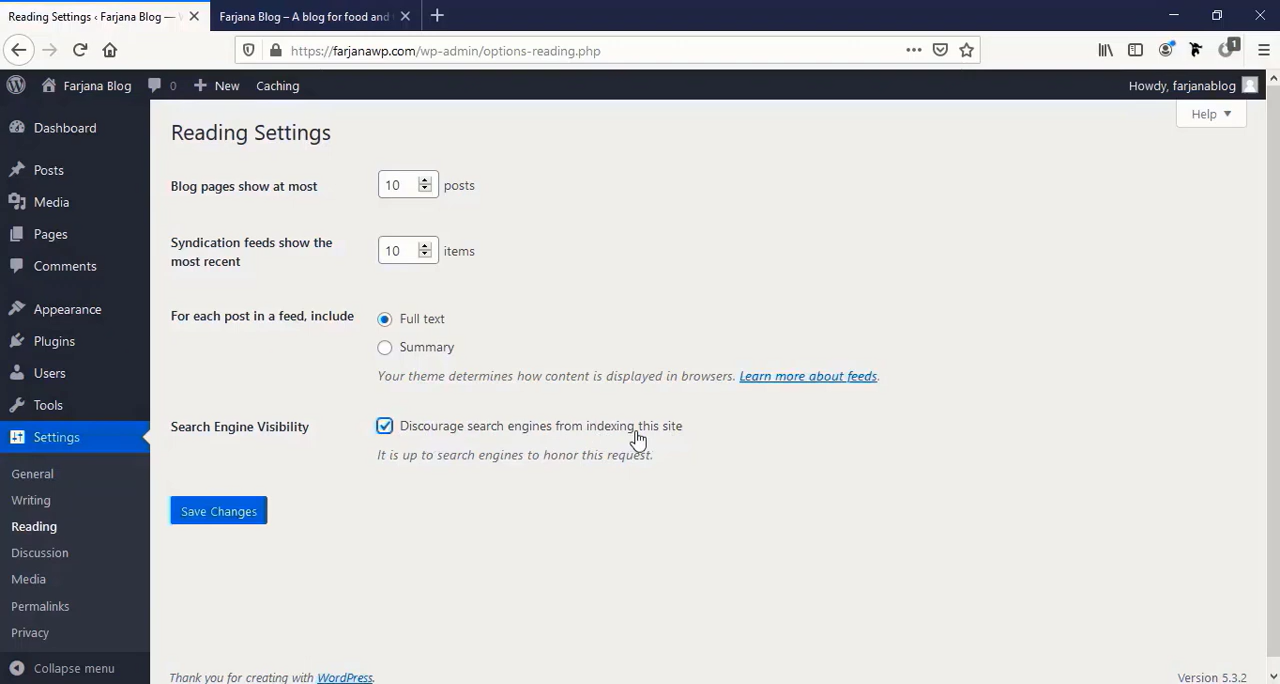 Reading Settings ‹ Farjana Blog —
Farjana Blog – A blog for food and
https://farjanawp.com/wp-admin/options-reading.php
1
Farjana Blog
0
New
Caching
Howdy, farjanablog
Help
Dashboard
Posts
Media
Pages
Comments
Appearance
Plugins
Users
Tools
Settings
General
Writing
Reading
Discussion
Media
Permalinks
Privacy
Collapse menu
Reading Settings
Blog pages show at most 10 posts
Syndication feeds show the
most recent
10 items
For each post in a feed, include
Full text
Summary
Your theme determines how content is displayed in browsers. Learn more about feeds.
Search Engine Visibility
Discourage search engines from indexing this site
It is up to search engines to honor this request.
Save Changes
Thank you for creating with WordPress.
Version 5.3.2